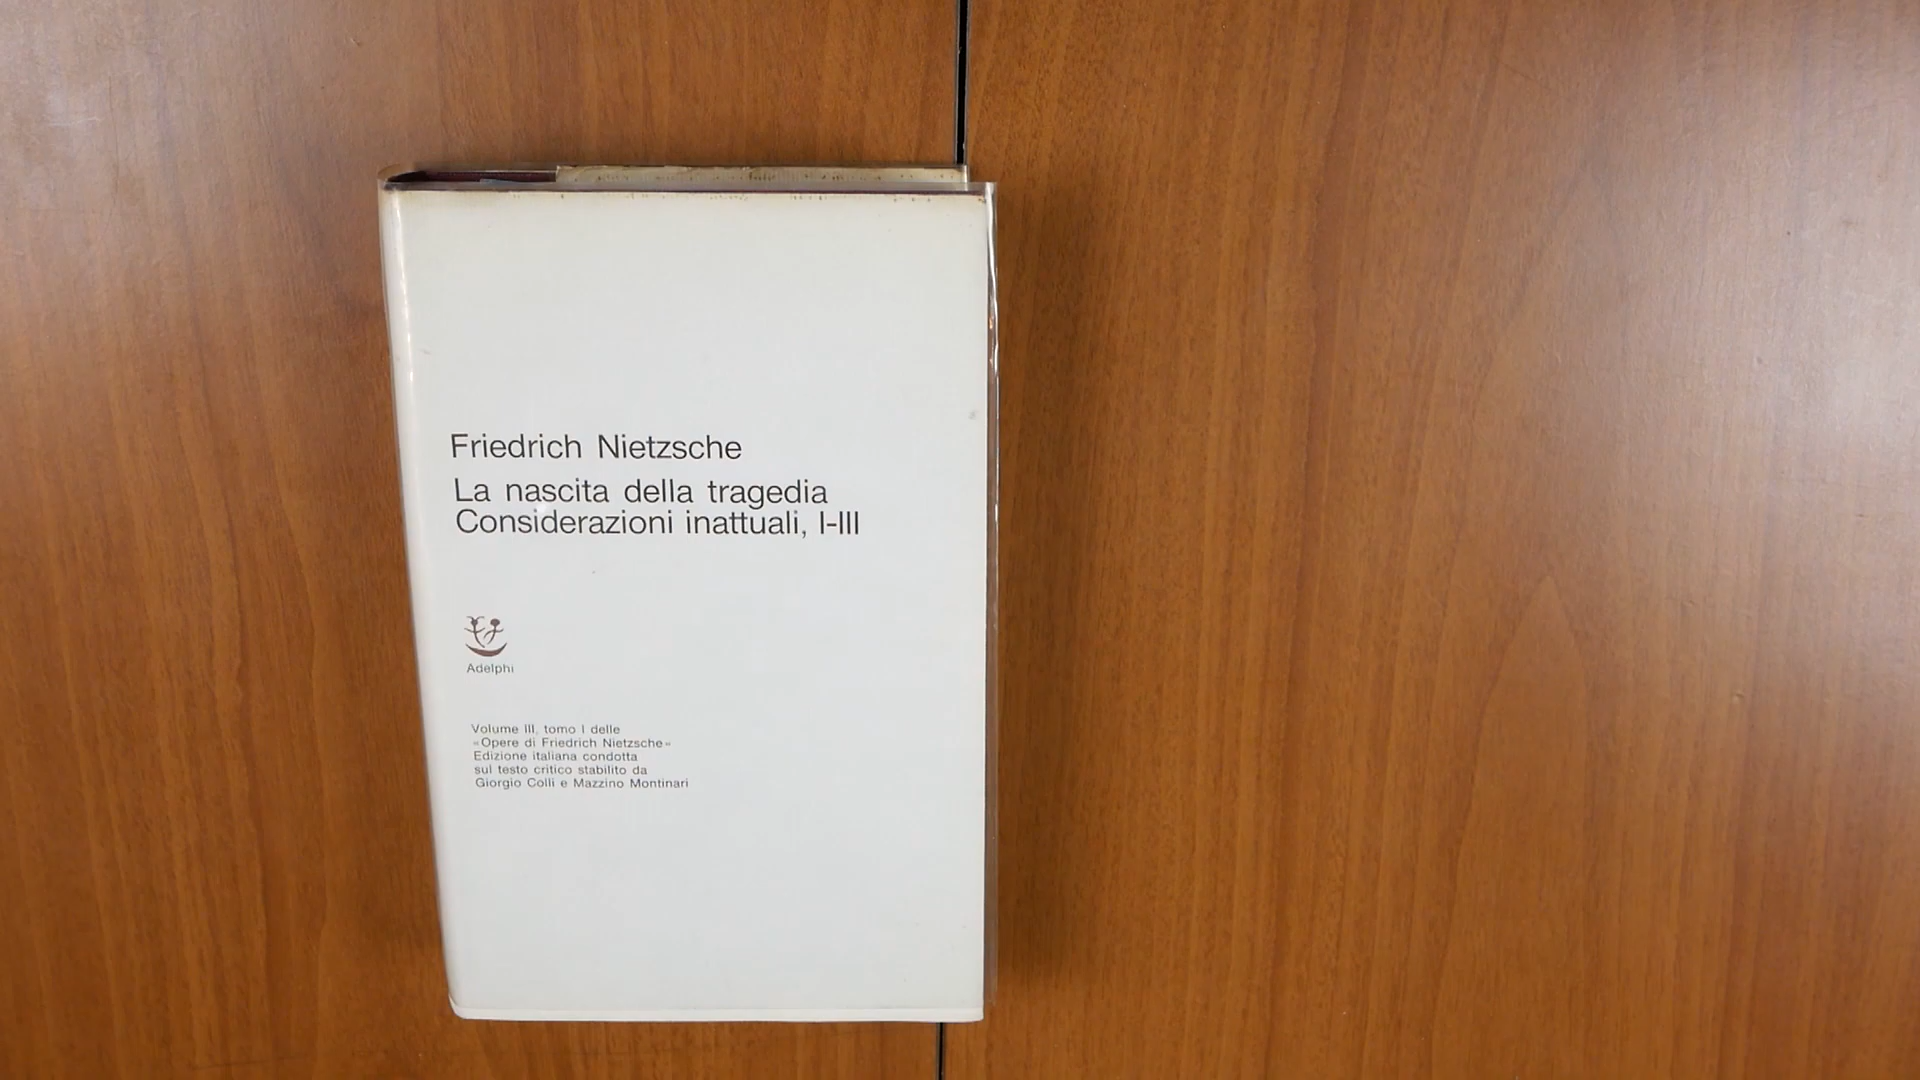 Friedrich Nietzsche
La nascita della tragedia
Considerazioni inattuali, I-III
Adelphi
Volume III, tomo I delle
«Opere di Friedrich Nietzsche»
Edizione italiana condotta
sul testo critico stabilito da
Giorgio Colli e Mazzino Montinari